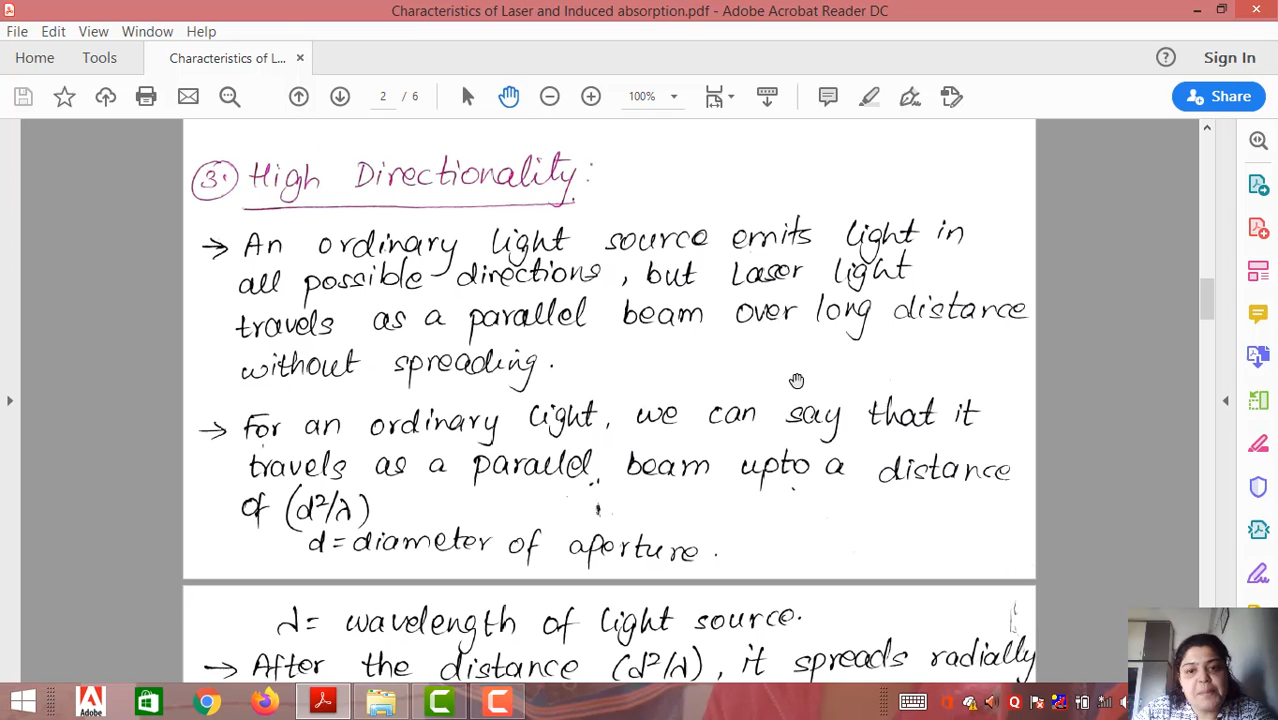 Characteristics of Laser and Induced absorption.pdf - Adobe Acrobat Reader DC
File Edit View Window Help
Home Tools Characteristics of L... × Sign In
2 / 6 100% Share
3. High Directionality:
→ An ordinary light source emits light in
all possible directions, but Laser light
travels as a parallel beam over long distance
without spreading.
→ For an ordinary light, we can say that it
travels as a parallel beam upto a distance
of (d²/λ)
d = diameter of aperture.
λ = wavelength of light source.
→ After the distance (d²/λ), it spreads radially
Adobe